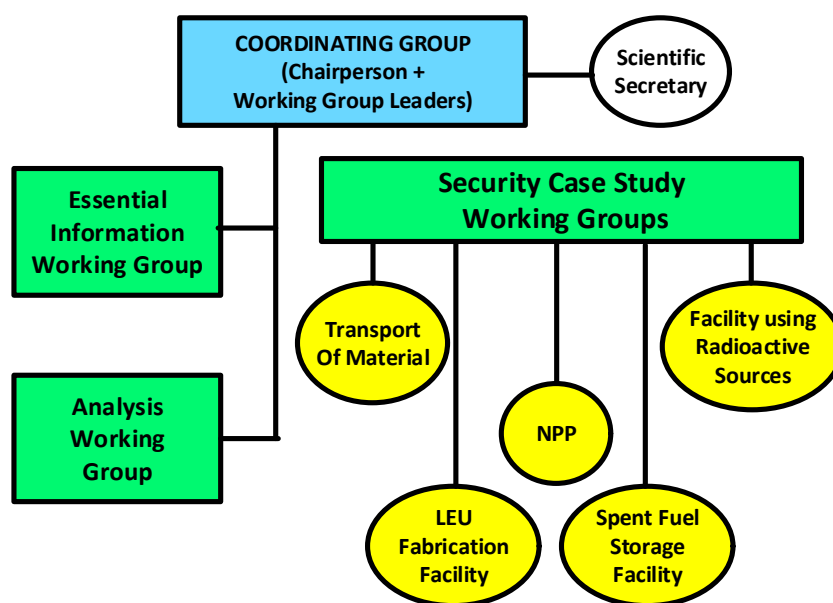 COORDINATING GROUP
(Chairperson +
Working Group Leaders)
Scientific
Secretary
Essential
Information
Working Group
Security Case Study
Working Groups
Transport
Of Material
Facility using
Radioactive
Sources
Analysis
Working
Group
NPP
LEU
Fabrication
Facility
Spent Fuel
Storage
Facility